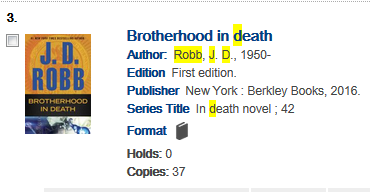 3.
J. D.
ROBB
BROTHERHOOD
IN DEATH
Brotherhood in death
Author: Robb, J. D., 1950-
Edition First edition.
Publisher New York : Berkley Books, 2016.
Series Title In death novel ; 42
Format
Holds: 0
Copies: 37